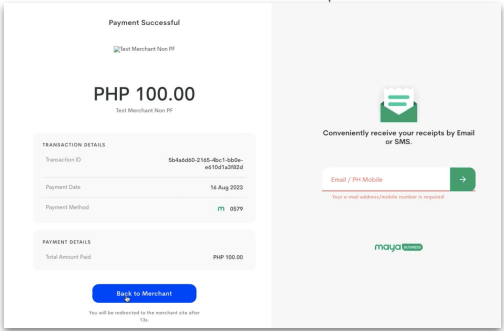 Payment Successful
Test Merchant Non PF
PHP 100.00
Test Merchant Non PF
TRANSACTION DETAILS
Transaction ID 5b4a6d60-2165-4bc1-bb0e-
e610d1a3f82d
Payment Date 16 Aug 2023
Payment Method m 0579
PAYMENT DETAILS
Total Amount Paid PHP 100.00
Back to Merchant
You will be redirected to the merchant site after
13s
Conveniently receive your receipts by Email
or SMS.
Email / PH Mobile
Your e-mail address/mobile number is required
maya BUSINESS